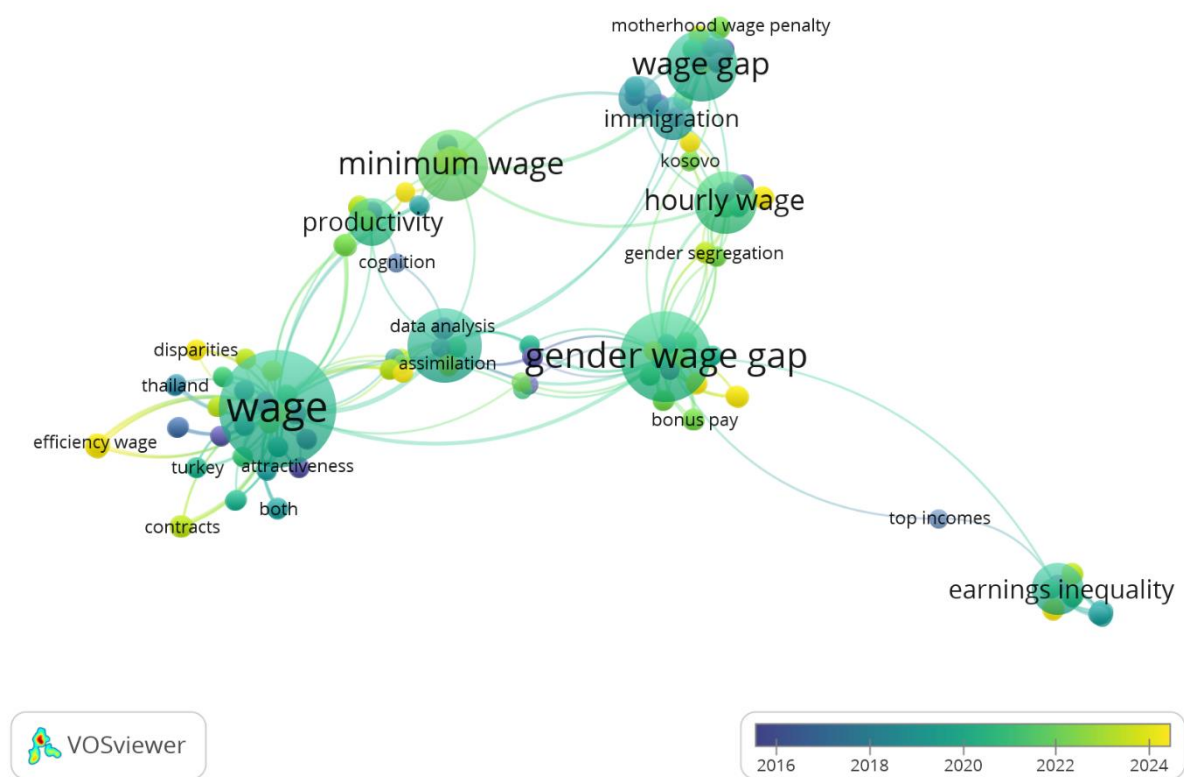 motherhood wage penalty
wage gap
immigration
minimum wage
kosovo
hourly wage
productivity
gender segregation
cognition
data analysis
disparities
gender wage gap
assimilation
thailand
wage
bonus pay
efficiency wage
turkey
attractiveness
both
top incomes
contracts
earnings inequality
VOSviewer
2016 2018 2020 2022 2024